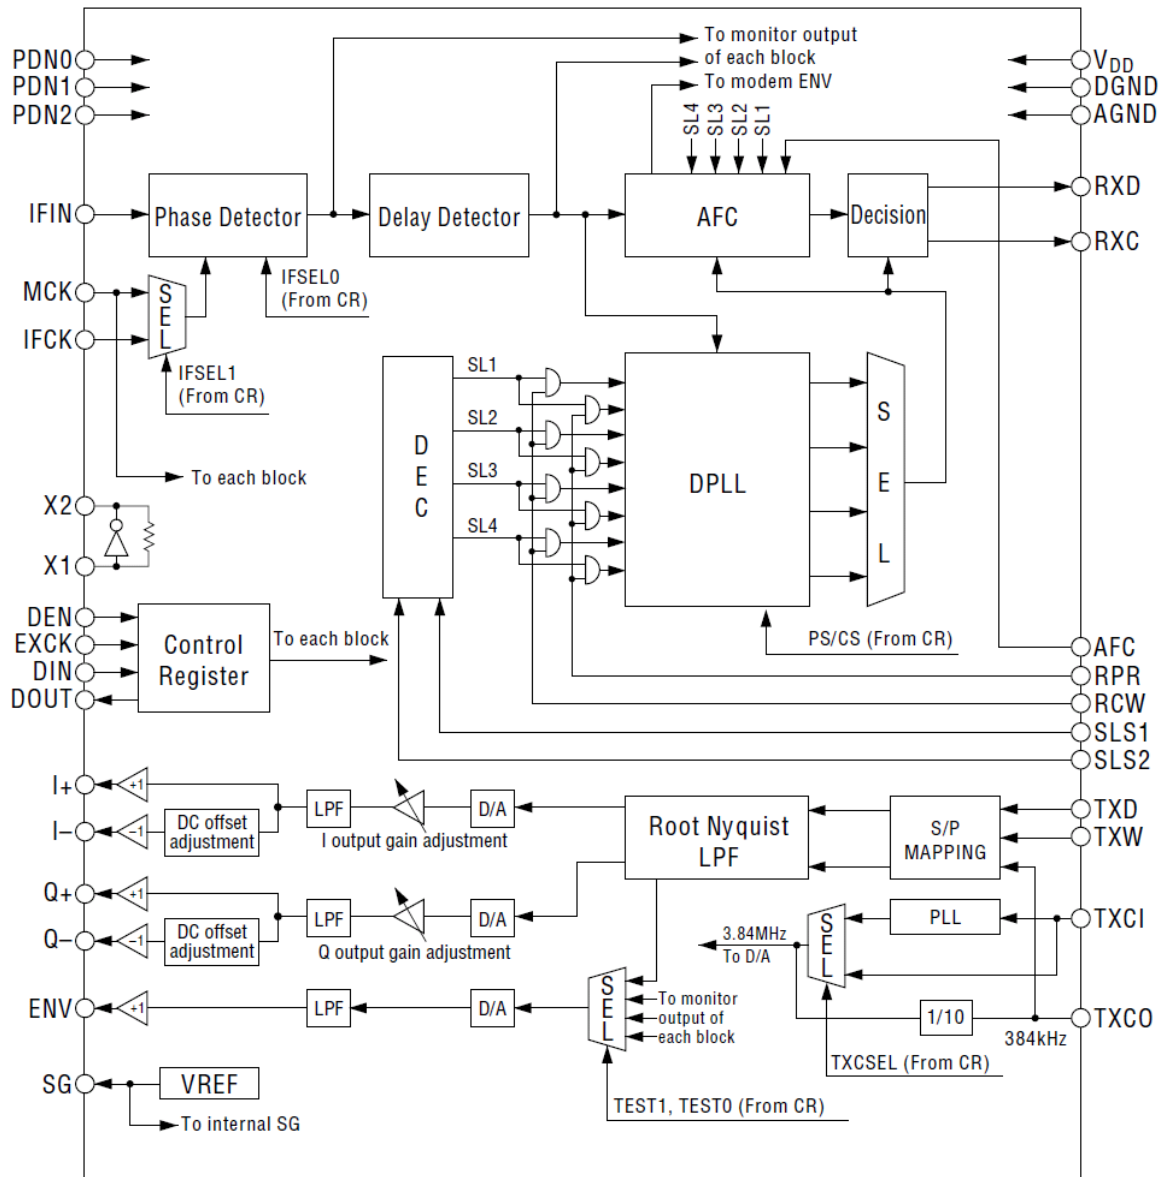 PDN0
PDN1
PDN2
To monitor output
of each block
To modem ENV
VDD
DGND
AGND
SL4
SL3
SL2
SL1
IFIN
Phase Detector
Delay Detector
AFC
Decision
RXD
RXC
MCK
IFCK
SEL
IFSEL0
(From CR)
IFSEL1
(From CR)
To each block
DEC
SL1
SL2
SL3
SL4
DPLL
SEL
X2
X1
DEN
EXCK
DIN
DOUT
Control
Register
To each block
PS/CS (From CR)
AFC
RPR
RCW
SLS1
SLS2
I+
+1
I−
−1
DC offset
adjustment
LPF
I output gain adjustment
D/A
Root Nyquist
LPF
S/P
MAPPING
TXD
TXW
Q+
+1
Q−
−1
DC offset
adjustment
LPF
Q output gain adjustment
D/A
3.84MHz
To D/A
SEL
PLL
TXCI
ENV
+1
LPF
D/A
SEL
To monitor
output of
each block
1/10
384kHz
TXCO
TXCSEL (From CR)
SG
VREF
To internal SG
TEST1, TEST0 (From CR)